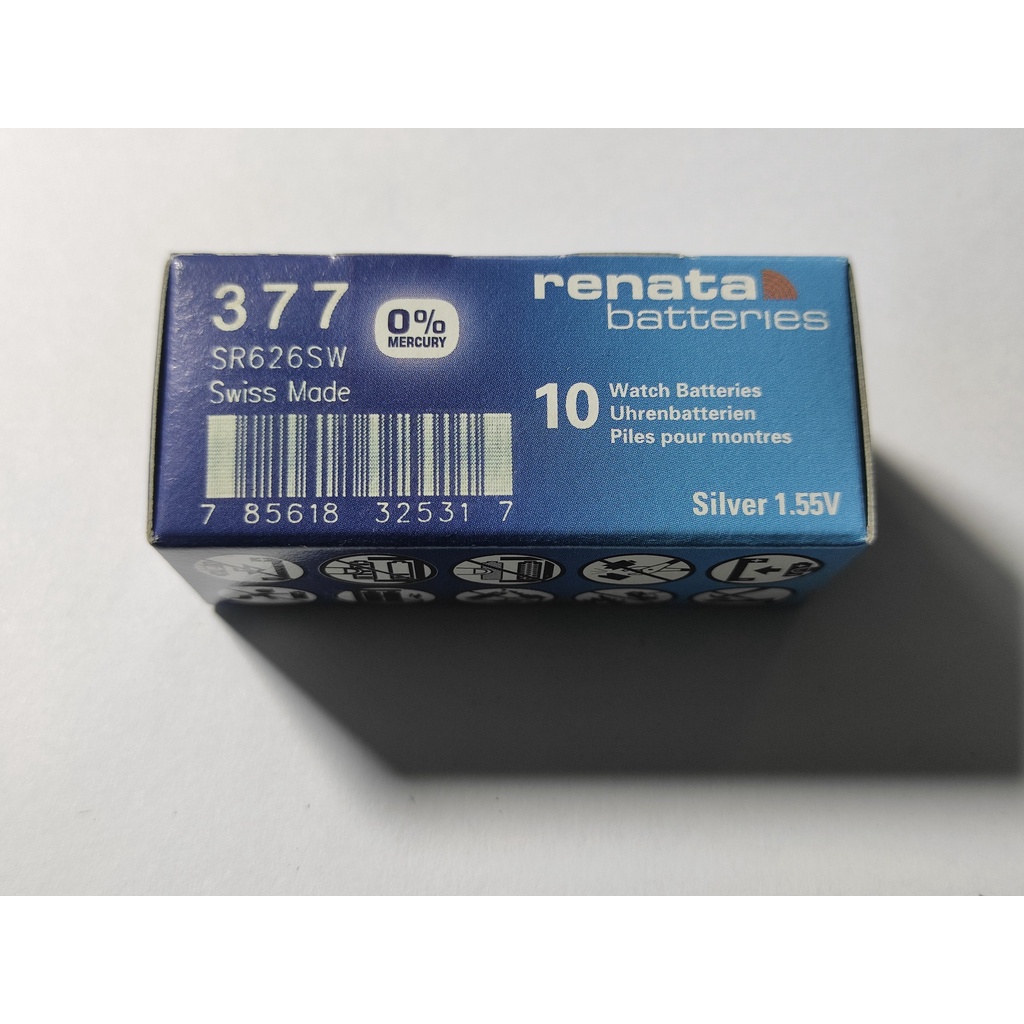 377
0%
MERCURY
SR626SW
Swiss Made
7 85618 32531 7
renata
batteries
10
Watch Batteries
Uhrenbatterien
Piles pour montres
Silver 1.55V